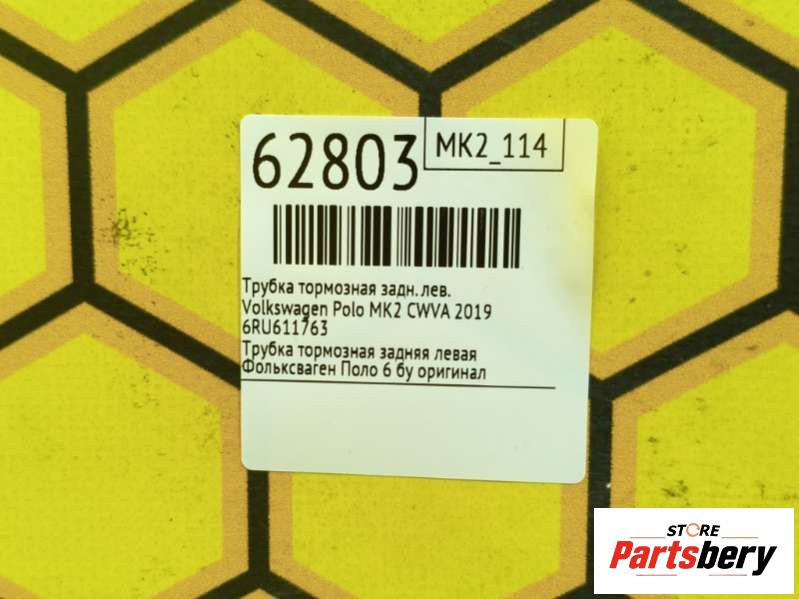 62803
MK2_114
Трубка тормозная задн. лев.
Volkswagen Polo MK2 CWVA 2019
6RU611763
Трубка тормозная задняя левая
Фольксваген Поло 6 бу оригинал
STORE
Partsbery